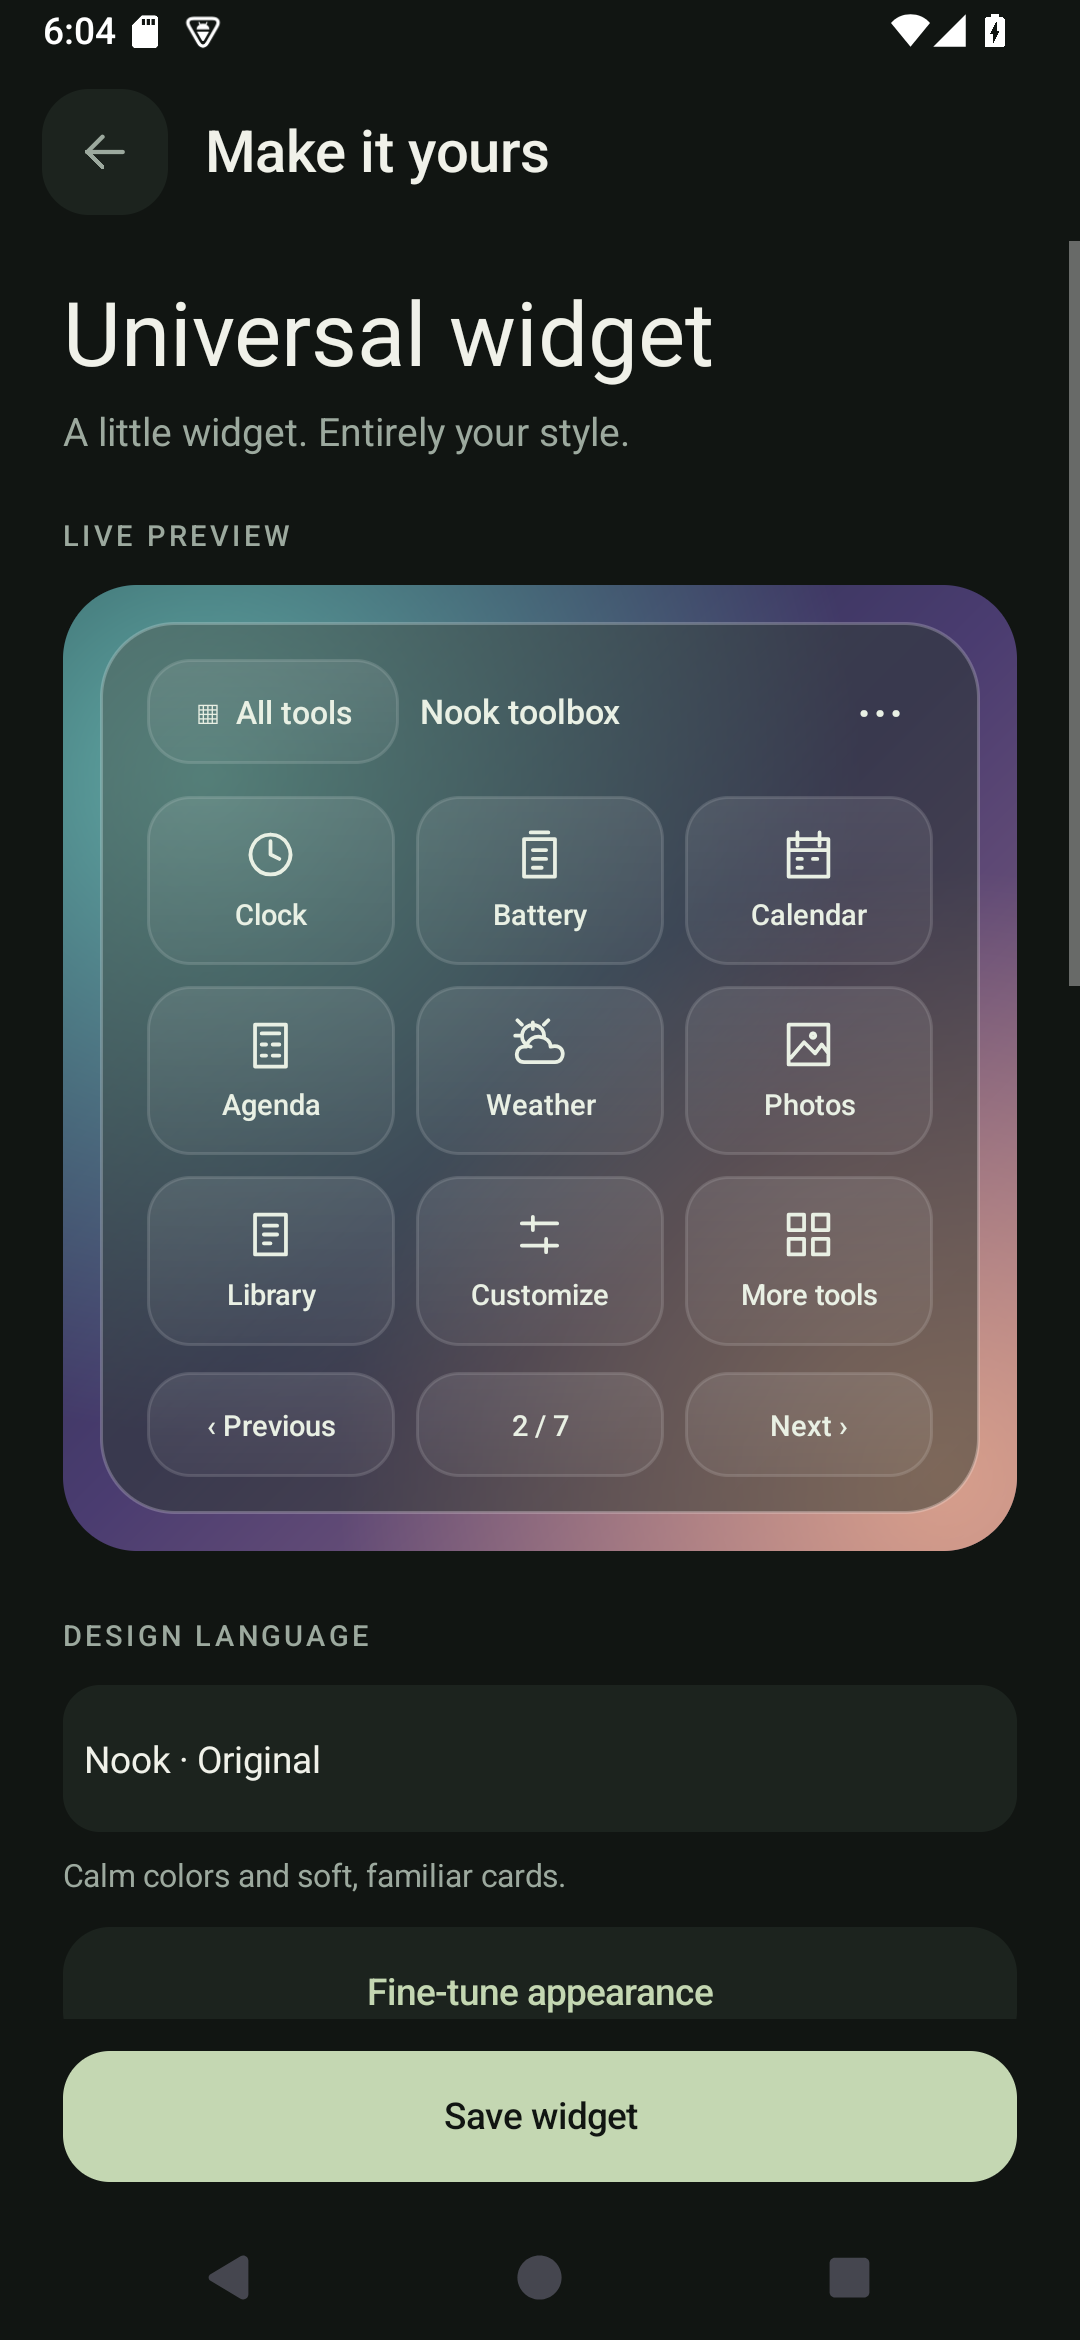 6:04
Make it yours
Universal widget
A little widget. Entirely your style.
LIVE PREVIEW
All tools
Nook toolbox
Clock
Battery
Calendar
Agenda
Weather
Photos
Library
Customize
More tools
‹ Previous
2 / 7
Next ›
DESIGN LANGUAGE
Nook · Original
Calm colors and soft, familiar cards.
Fine-tune appearance
Save widget